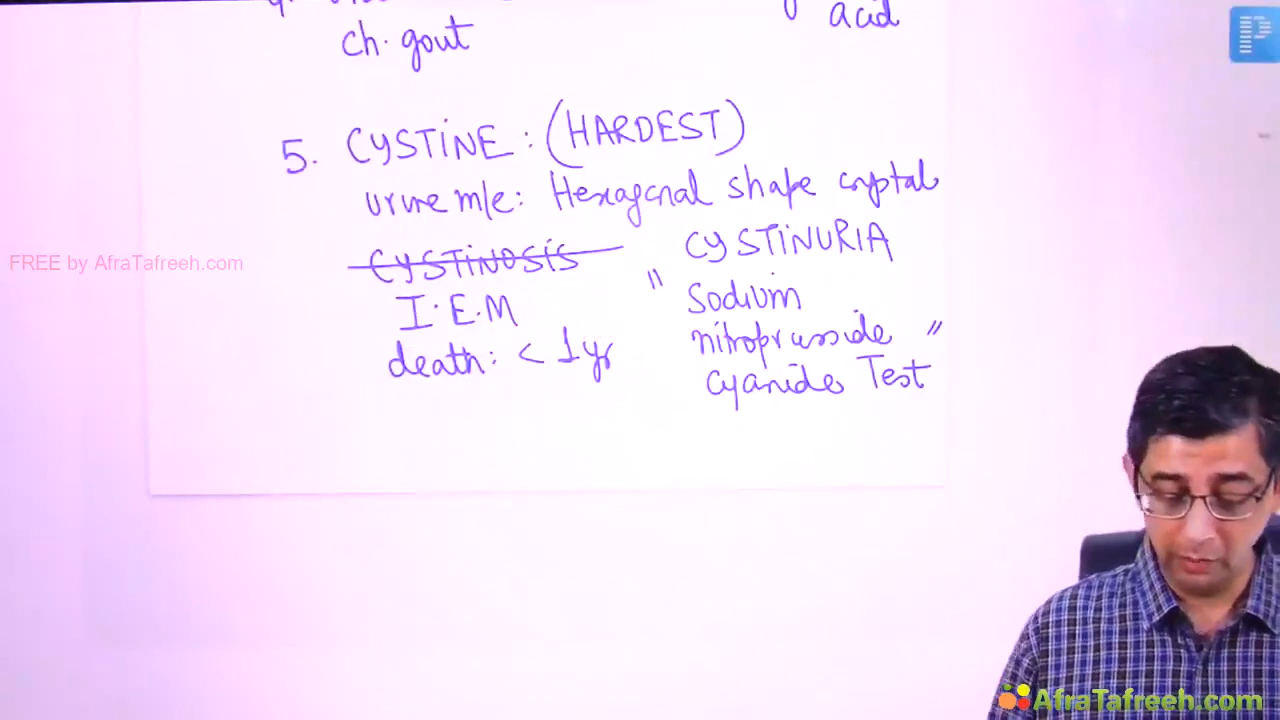 acid
ch. gout
5. CYSTINE : (HARDEST)
urine m/e: Hexagonal shape crystals
CYSTINOSIS
CYSTINURIA
I.E.M
" Sodium
nitroprusside "
death: < 1yr
Cyanide Test
FREE by AfraTafreeh.com
P
AfraTafreeh.com